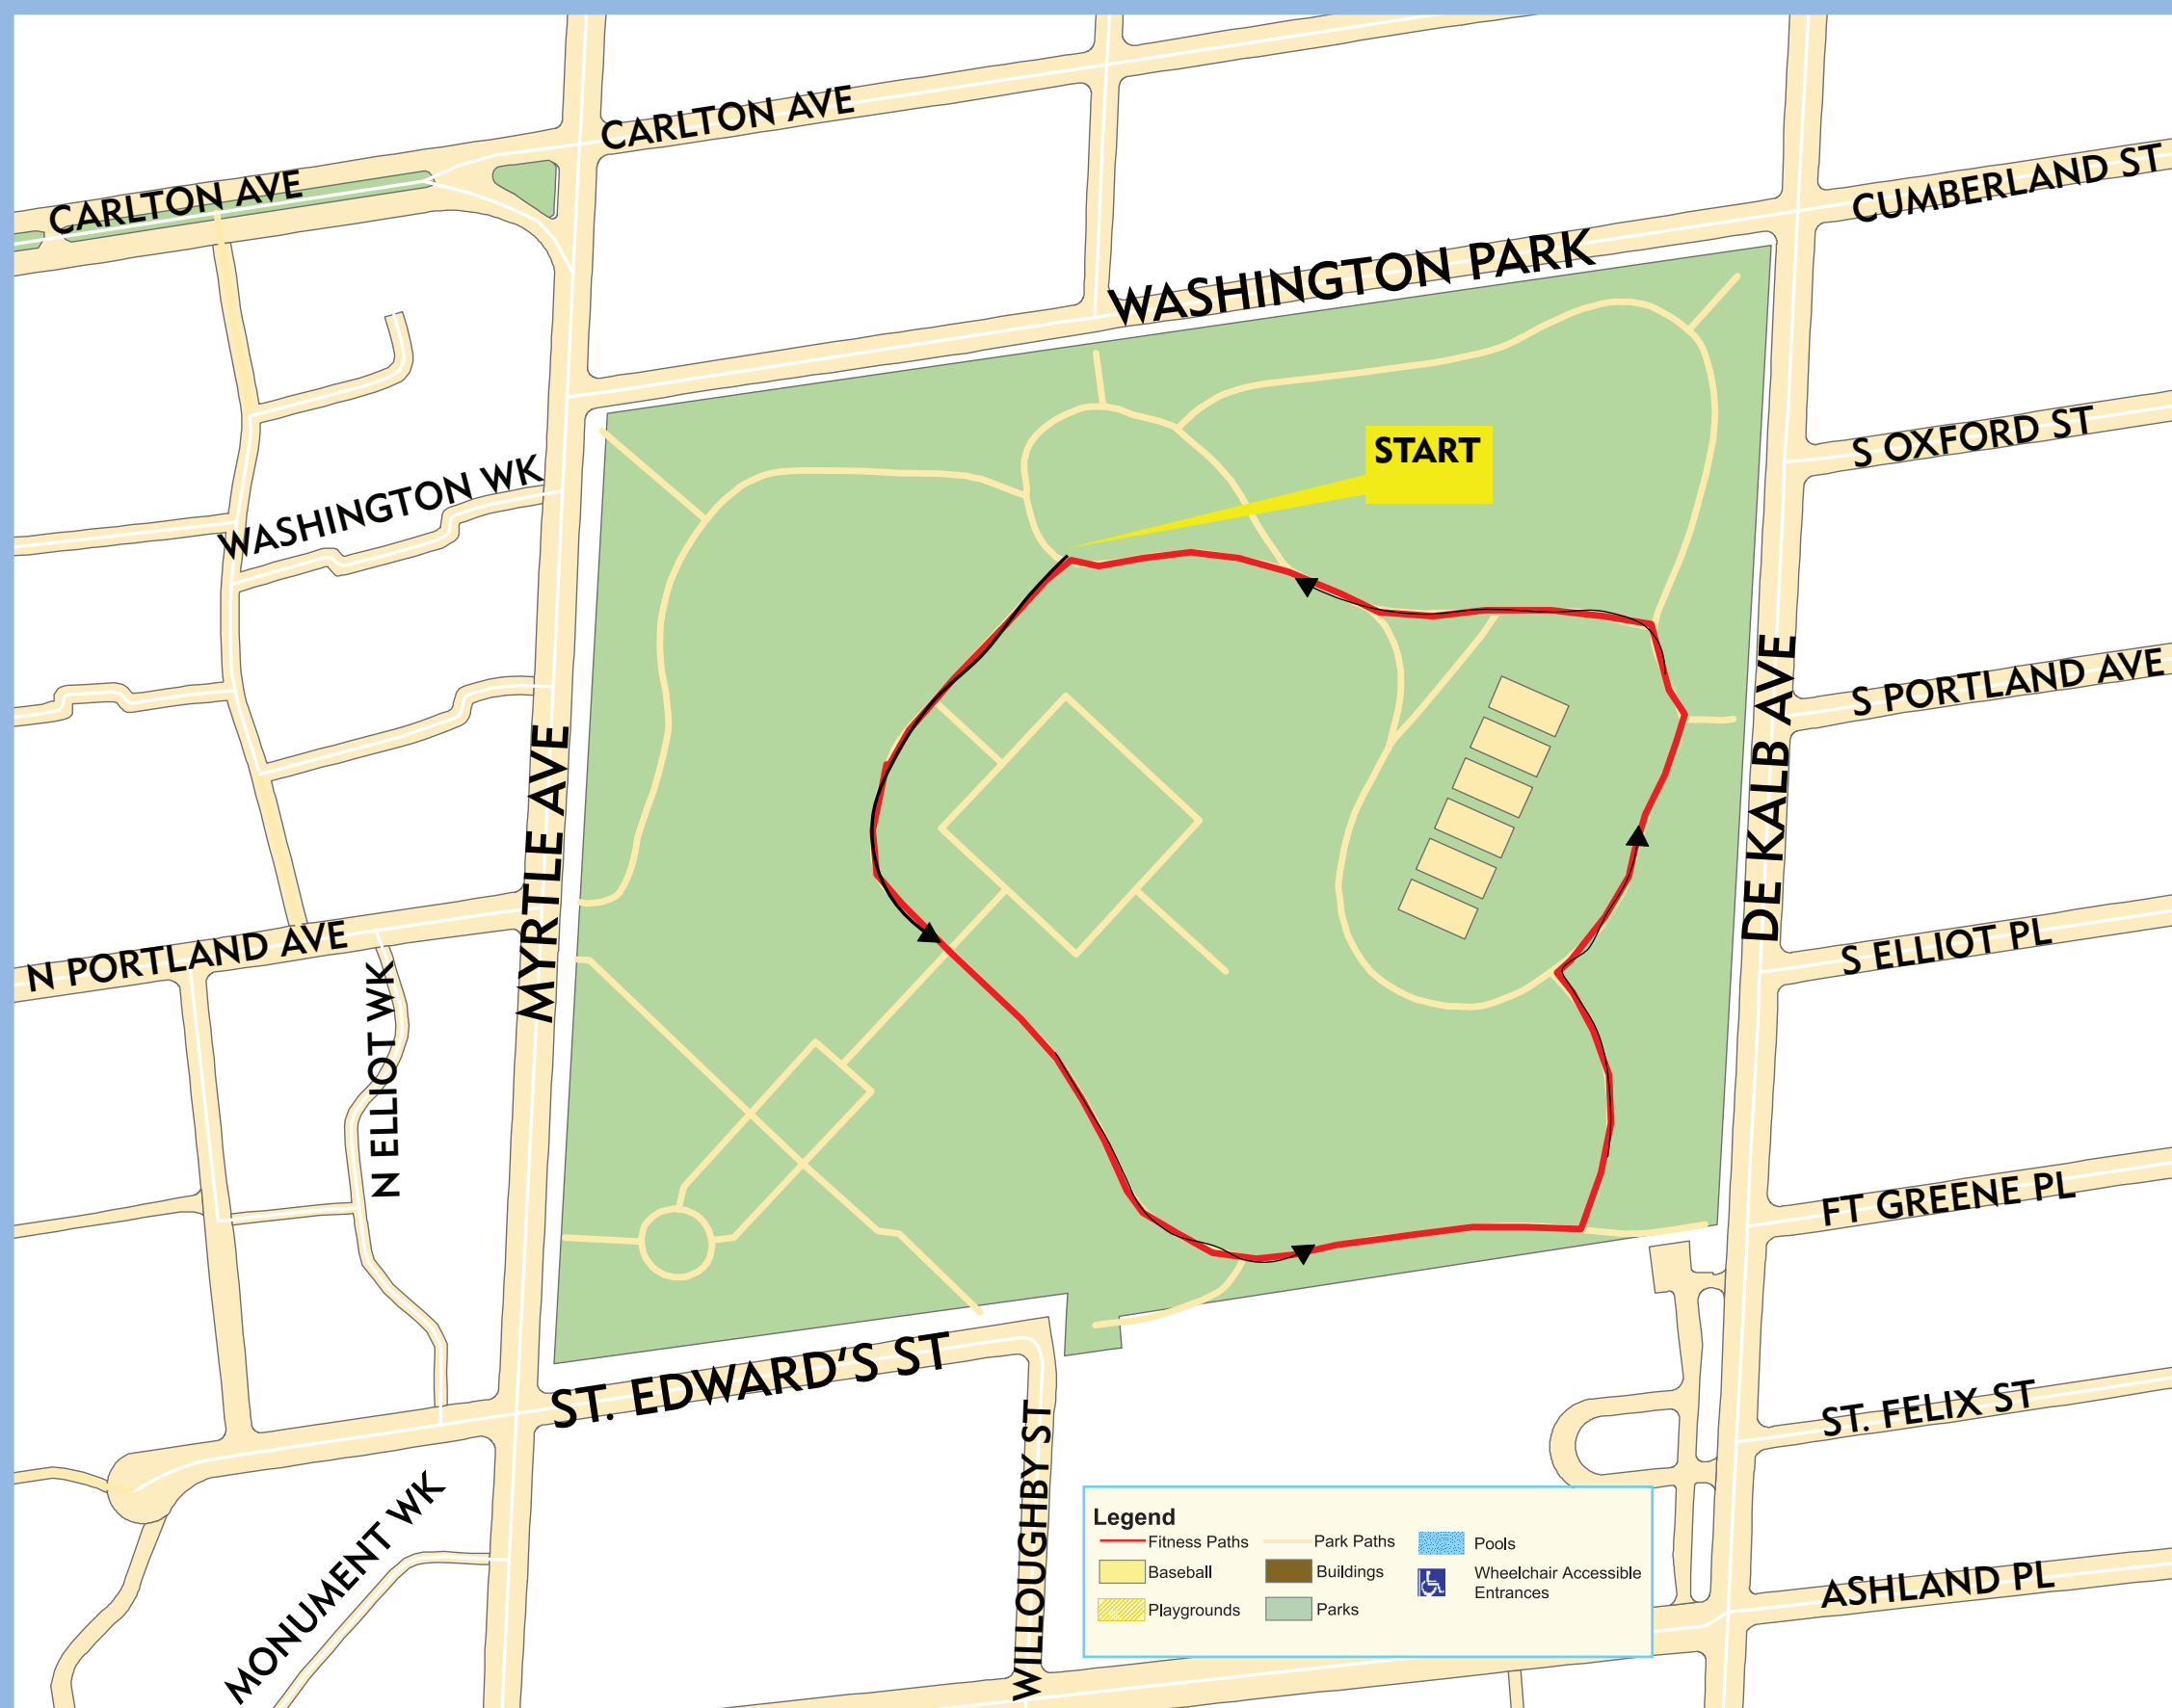 CARLTON AVE
CARLTON AVE
CUMBERLAND ST
WASHINGTON PARK
START
S OXFORD ST
WASHINGTON WK
S PORTLAND AVE
MYRTLE AVE
DE KALB AVE
N PORTLAND AVE
S ELLIOT PL
N ELLIOT WK
FT GREENE PL
ST. EDWARD'S ST
ST. FELIX ST
WILLOUGHBY ST
MONUMENT WK
ASHLAND PL
Legend
Fitness Paths
Park Paths
Pools
Baseball
Buildings
Wheelchair Accessible
Entrances
Playgrounds
Parks